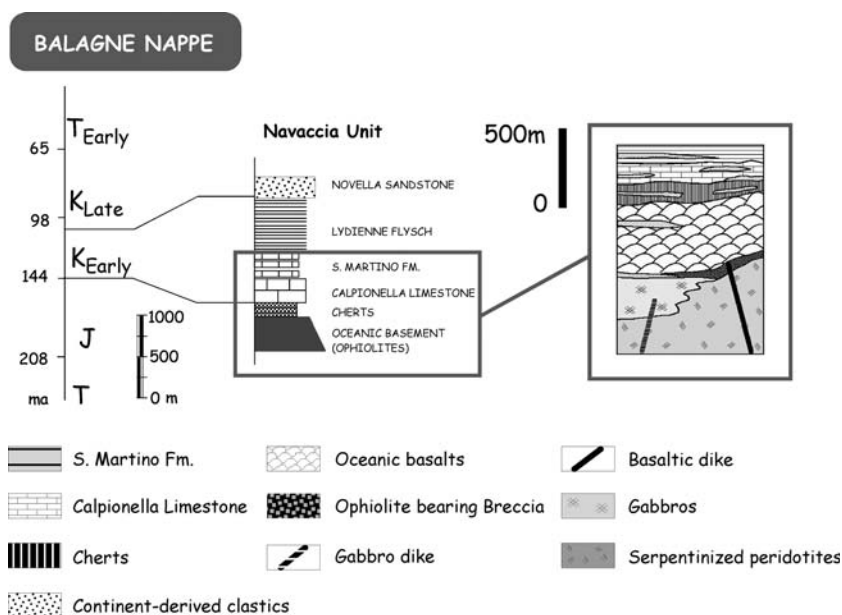 BALAGNE NAPPE
T Early
65
K Late
98
K Early
144
J
208
ma
T
1000
500
0 m
Navaccia Unit
NOVELLA SANDSTONE
LYDIENNE FLYSCH
S. MARTINO FM.
CALPIONELLA LIMESTONE
CHERTS
OCEANIC BASEMENT
(OPHIOLITES)
500m
0
S. Martino Fm.
Oceanic basalts
Basaltic dike
Calpionella Limestone
Ophiolite bearing Breccia
Gabbros
Cherts
Gabbro dike
Serpentinized peridotites
Continent-derived clastics